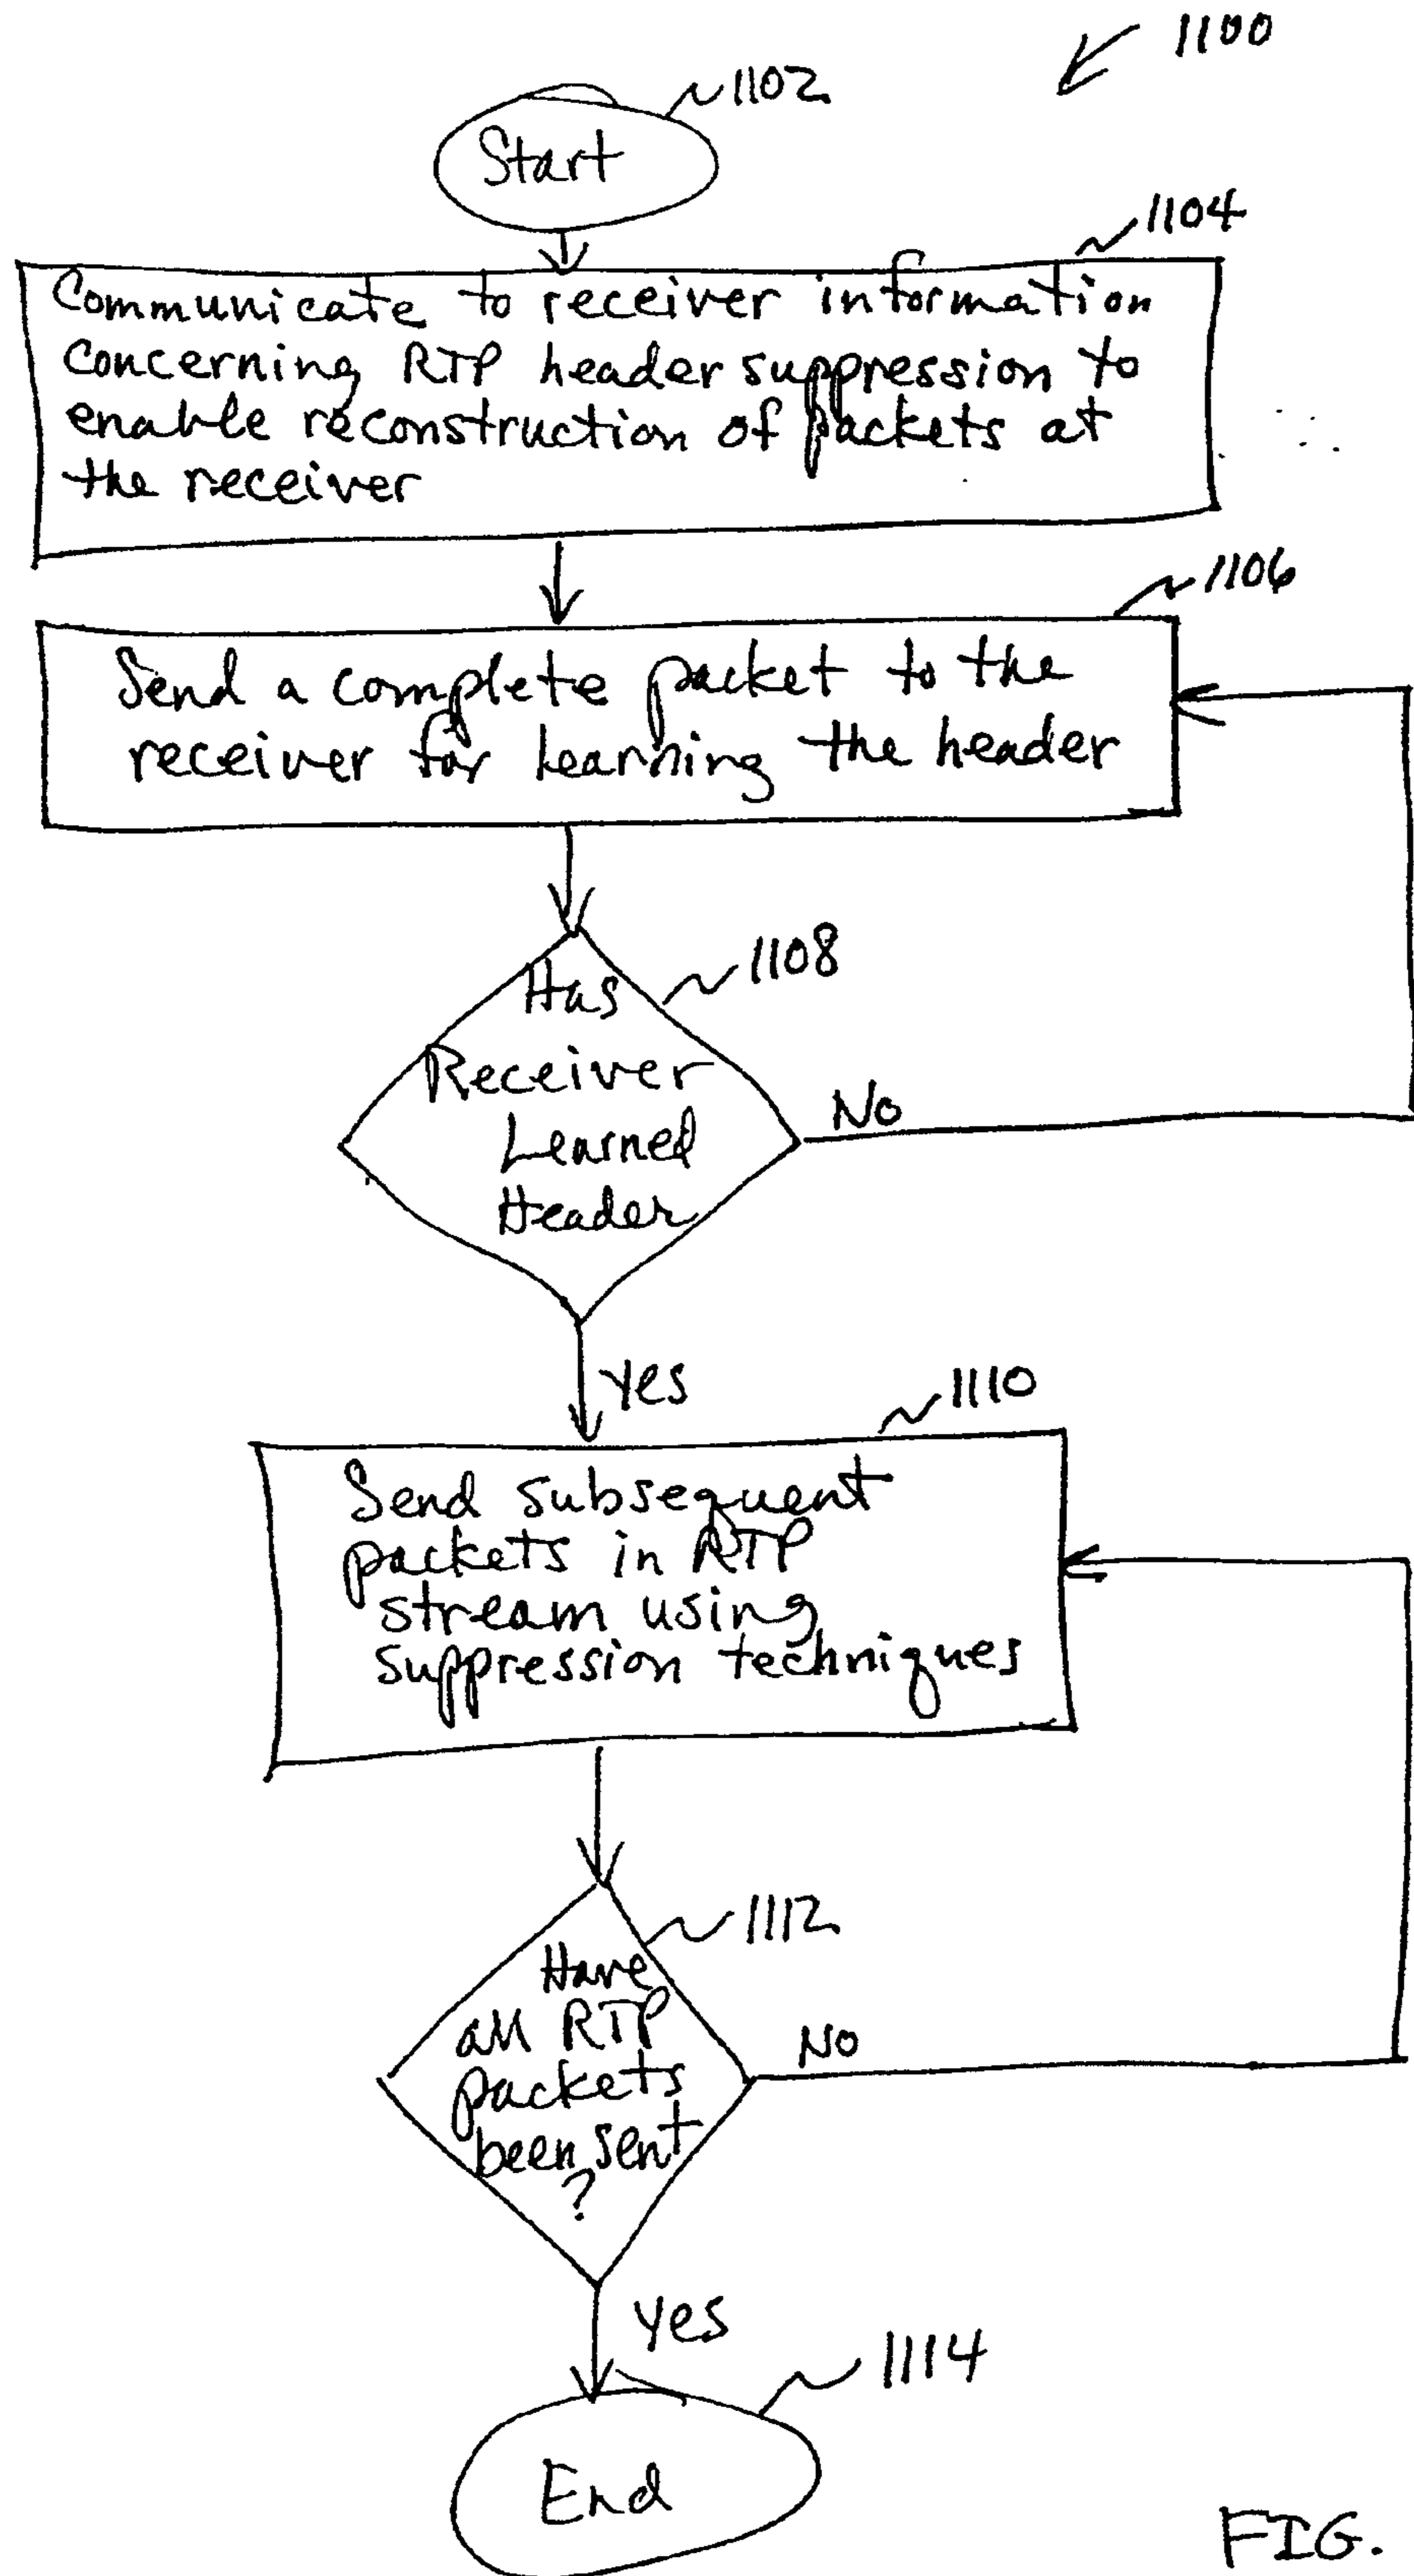 1100
1102
Start
1104
Communicate to receiver information
concerning RTP header suppression to
enable reconstruction of packets at
the receiver
1106
Send a complete packet to the
receiver for learning the header
1108
Has
Receiver
Learned
Header
No
Yes
1110
Send subsequent
packets in RTP
stream using
suppression techniques
1112
Have
all RTP
packets
been sent
?
No
Yes
1114
End
FIG.